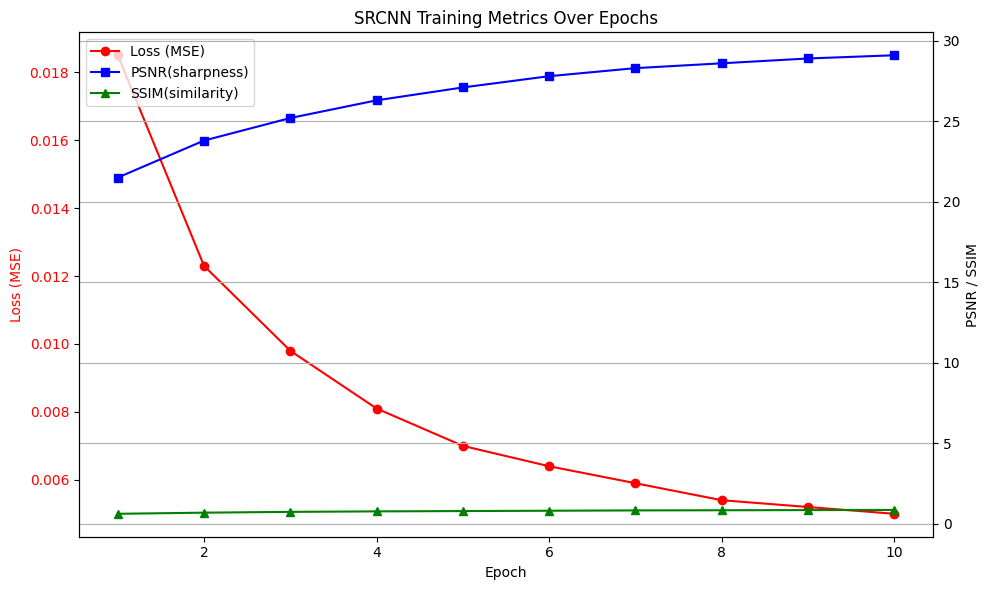 SRCNN Training Metrics Over Epochs
Loss (MSE)
PSNR(sharpness)
SSIM(similarity)
0.018
0.016
0.014
0.012
0.010
0.008
0.006
Loss (MSE)
30
25
20
15
10
5
0
PSNR / SSIM
2 4 6 8 10
Epoch